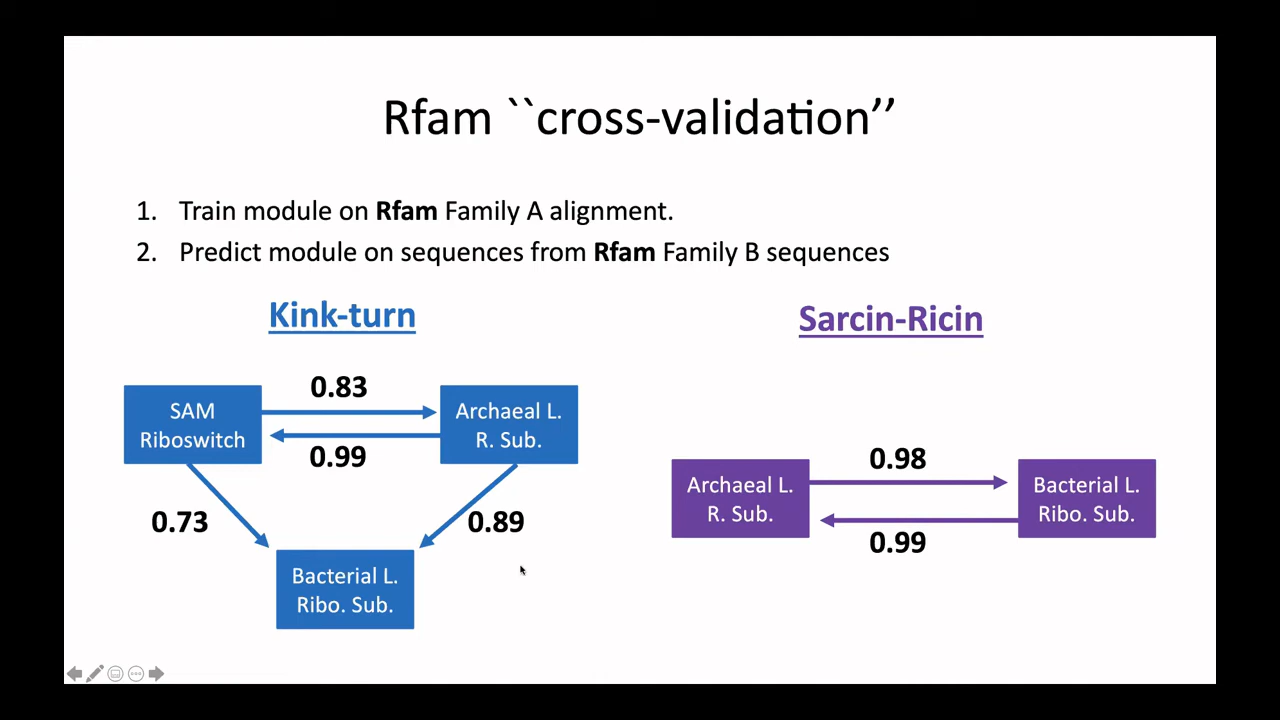 Rfam ``cross-validation’’
1. Train module on Rfam Family A alignment.
2. Predict module on sequences from Rfam Family B sequences
Kink-turn
SAM
Riboswitch
0.83
0.99
Archaeal L.
R. Sub.
0.73
0.89
Bacterial L.
Ribo. Sub.
Sarcin-Ricin
Archaeal L.
R. Sub.
0.98
0.99
Bacterial L.
Ribo. Sub.